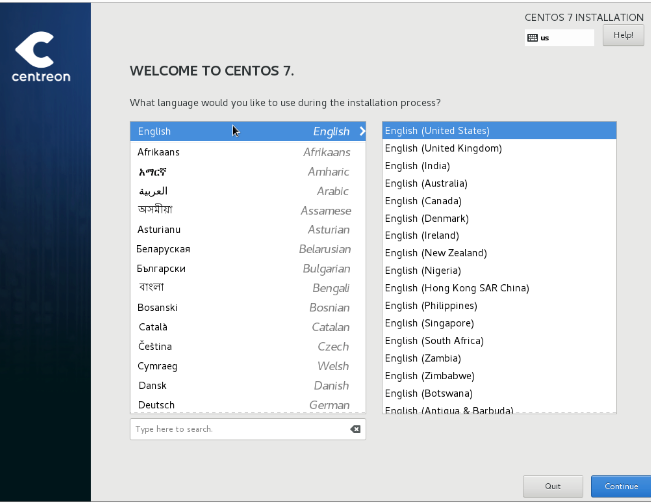 centreon
CENTOS 7 INSTALLATION
us
Help!
WELCOME TO CENTOS 7.
What language would you like to use during the installation process?
English English
Afrikaans Afrikaans
አማርኛ Amharic
العربية Arabic
অসমীয়া Assamese
Asturianu Asturian
Беларуская Belarusian
Български Bulgarian
বাংলা Bengali
Bosanski Bosnian
Català Catalan
Čeština Czech
Cymraeg Welsh
Dansk Danish
Deutsch German
Type here to search.
English (United States)
English (United Kingdom)
English (India)
English (Australia)
English (Canada)
English (Denmark)
English (Ireland)
English (New Zealand)
English (Nigeria)
English (Hong Kong SAR China)
English (Philippines)
English (Singapore)
English (South Africa)
English (Zambia)
English (Zimbabwe)
English (Botswana)
English (Antigua & Barbuda)
Quit
Continue